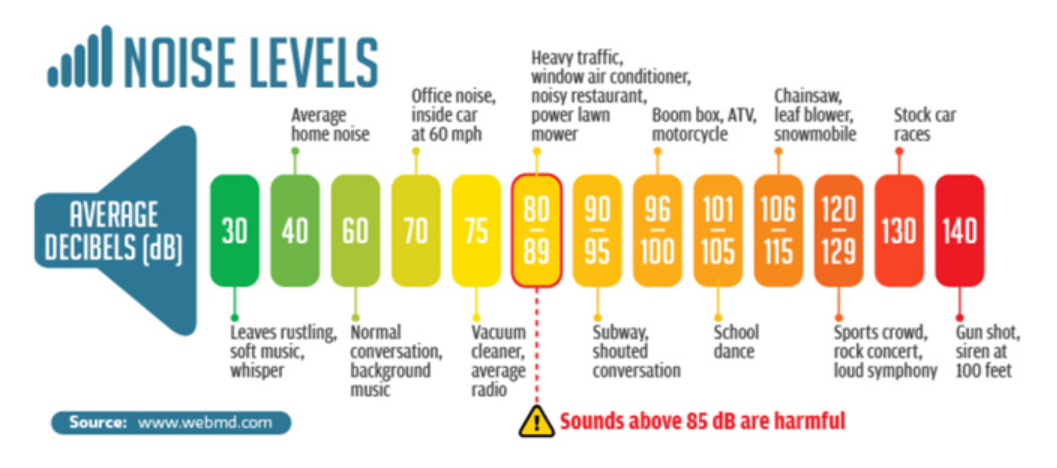 NOISE LEVELS
AVERAGE
DECIBELS (dB)
Average
home noise
Office noise,
inside car
at 60 mph
Heavy traffic,
window air conditioner,
noisy restaurant,
power lawn
mower
Boom box, ATV,
motorcycle
Chainsaw,
leaf blower,
snowmobile
Stock car
races
30
40
60
70
75
80
89
90
95
96
100
101
105
106
115
120
129
130
140
Leaves rustling,
soft music,
whisper
Normal
conversation,
background
music
Vacuum
cleaner,
average
radio
Subway,
shouted
conversation
School
dance
Sports crowd,
rock concert,
loud symphony
Gun shot,
siren at
100 feet
Source: www.webmd.com
Sounds above 85 dB are harmful